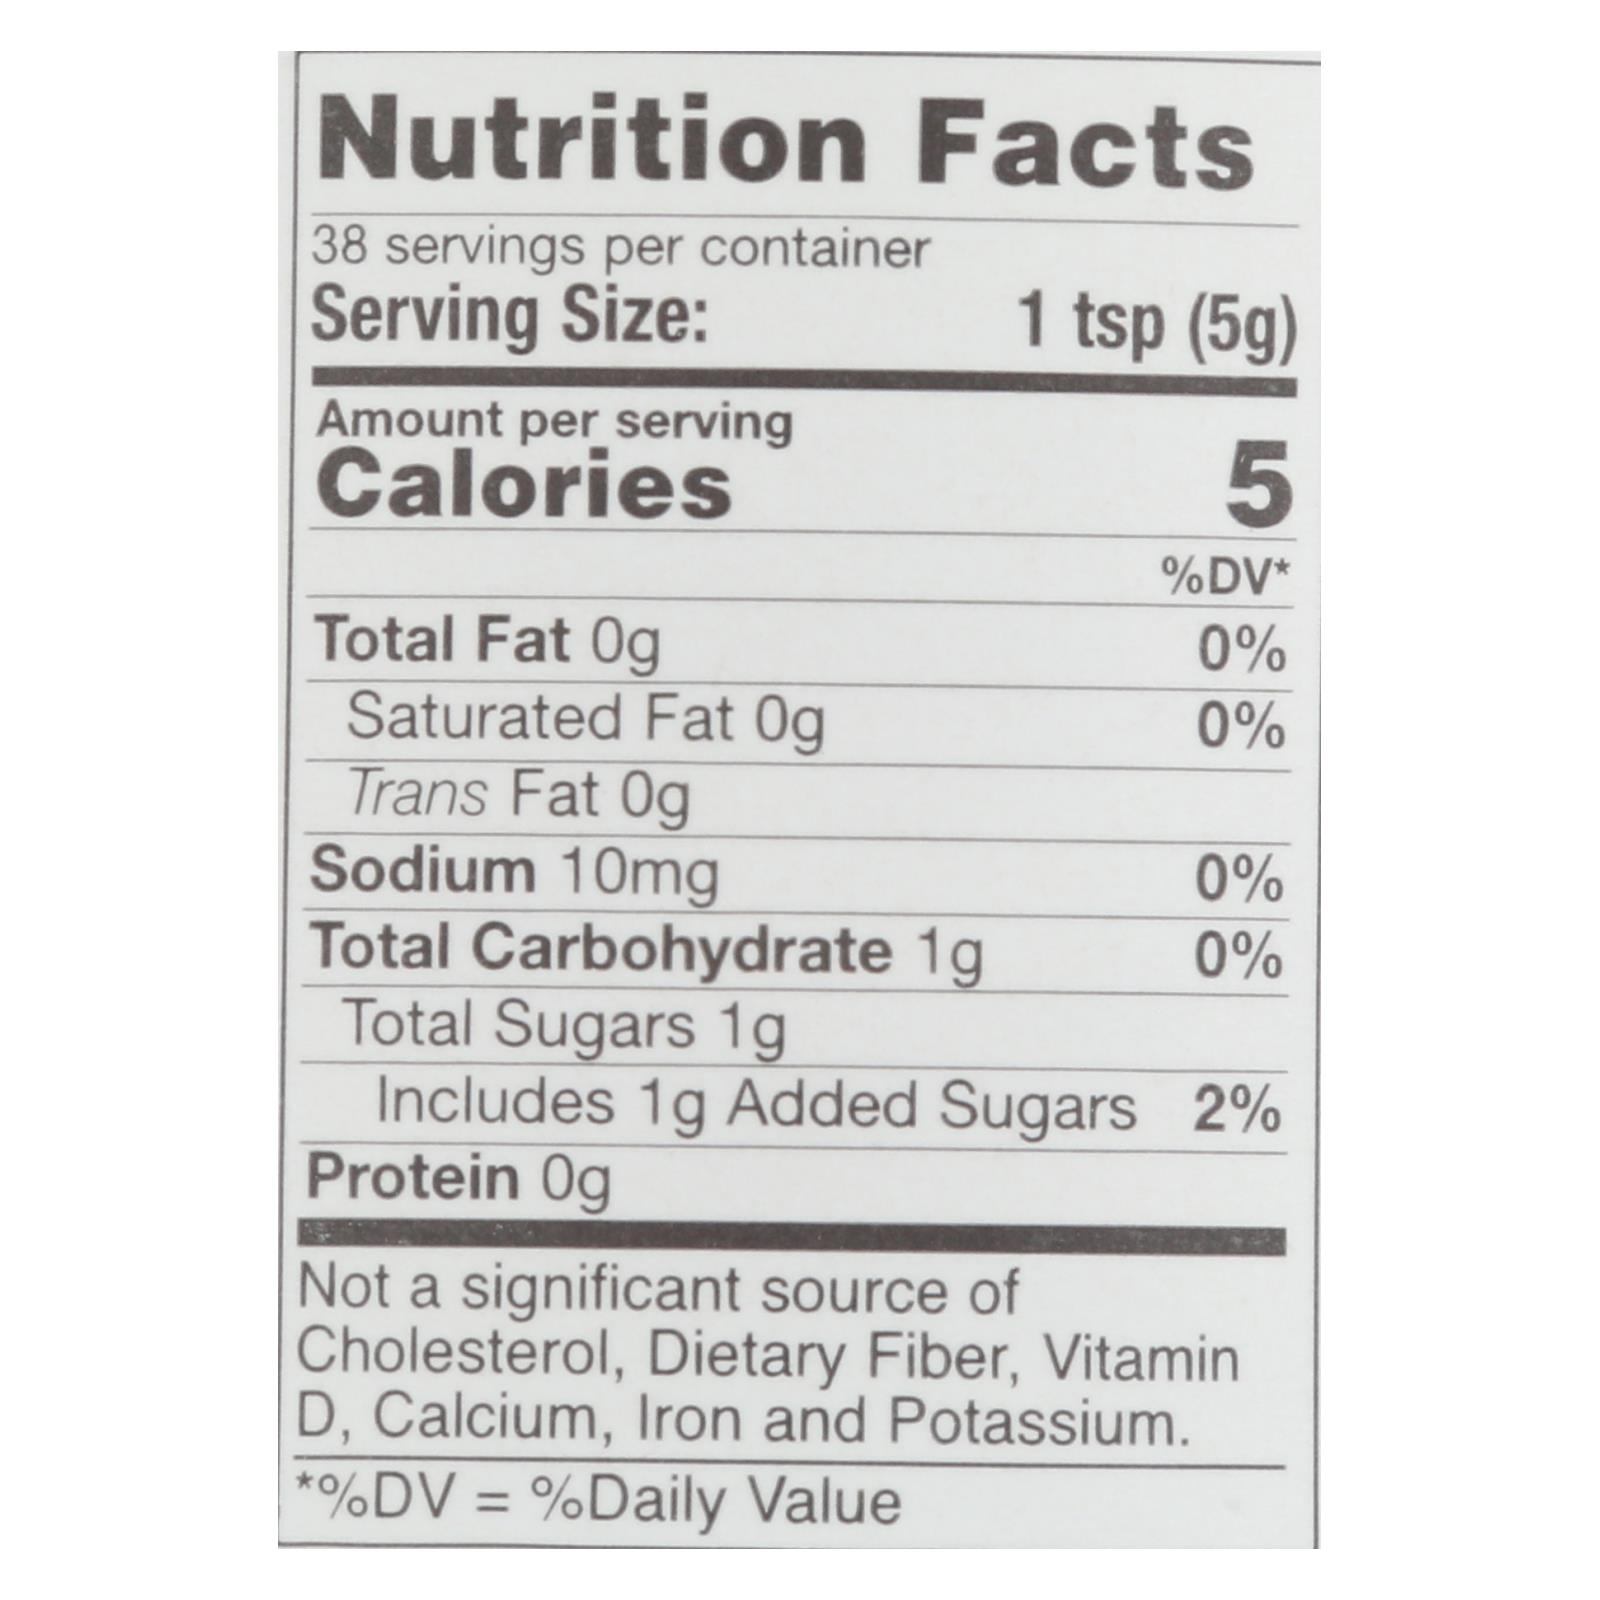 Nutrition Facts
38 servings per container
Serving Size: 1 tsp (5g)
Amount per serving
Calories 5
%DV*
Total Fat 0g 0%
Saturated Fat 0g 0%
Trans Fat 0g
Sodium 10mg 0%
Total Carbohydrate 1g 0%
Total Sugars 1g
Includes 1g Added Sugars 2%
Protein 0g
Not a significant source of
Cholesterol, Dietary Fiber, Vitamin
D, Calcium, Iron and Potassium.
*%DV = %Daily Value